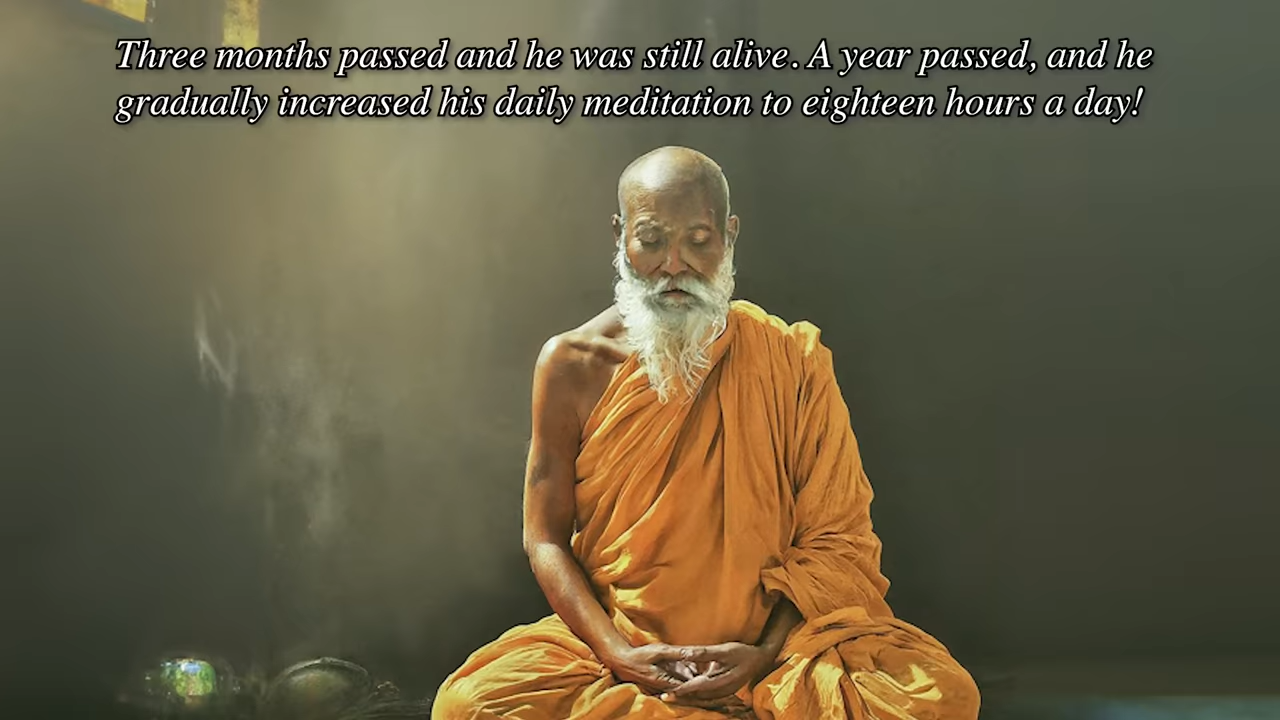 Three months passed and he was still alive. A year passed, and he
gradually increased his daily meditation to eighteen hours a day!